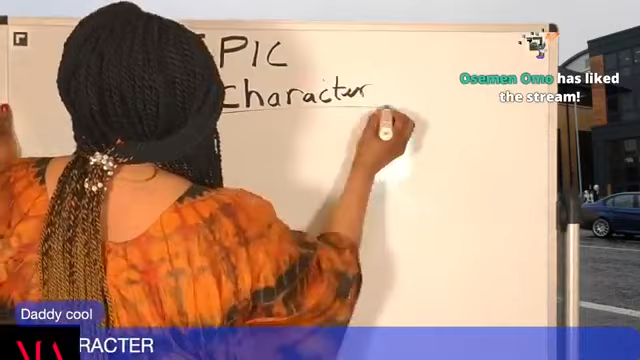 PIC
Character
Osemen Omo has liked
the stream!
Daddy cool
RACTER